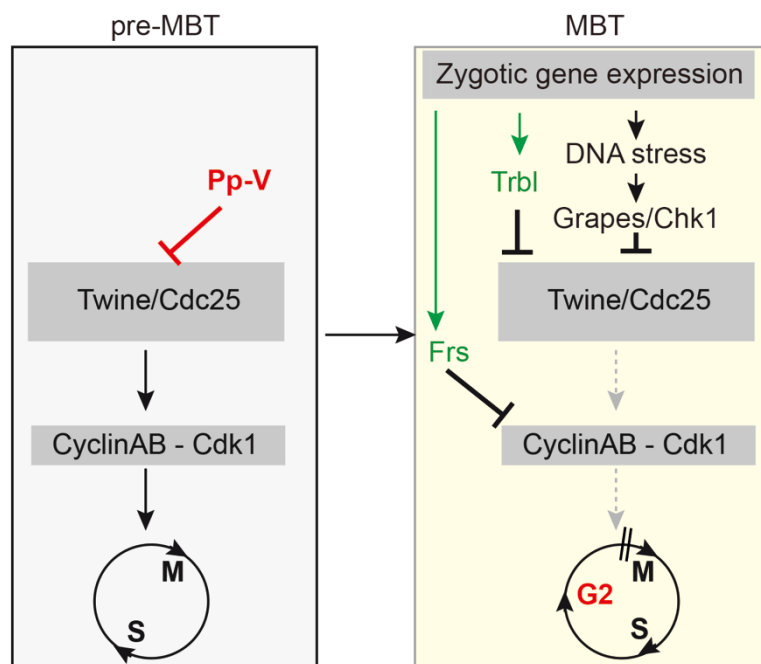 pre-MBT
Pp-V
Twine/Cdc25
CyclinAB - Cdk1
M
S
MBT
Zygotic gene expression
DNA stress
Trbl
Grapes/Chk1
Twine/Cdc25
Frs
CyclinAB - Cdk1
M
G2
S